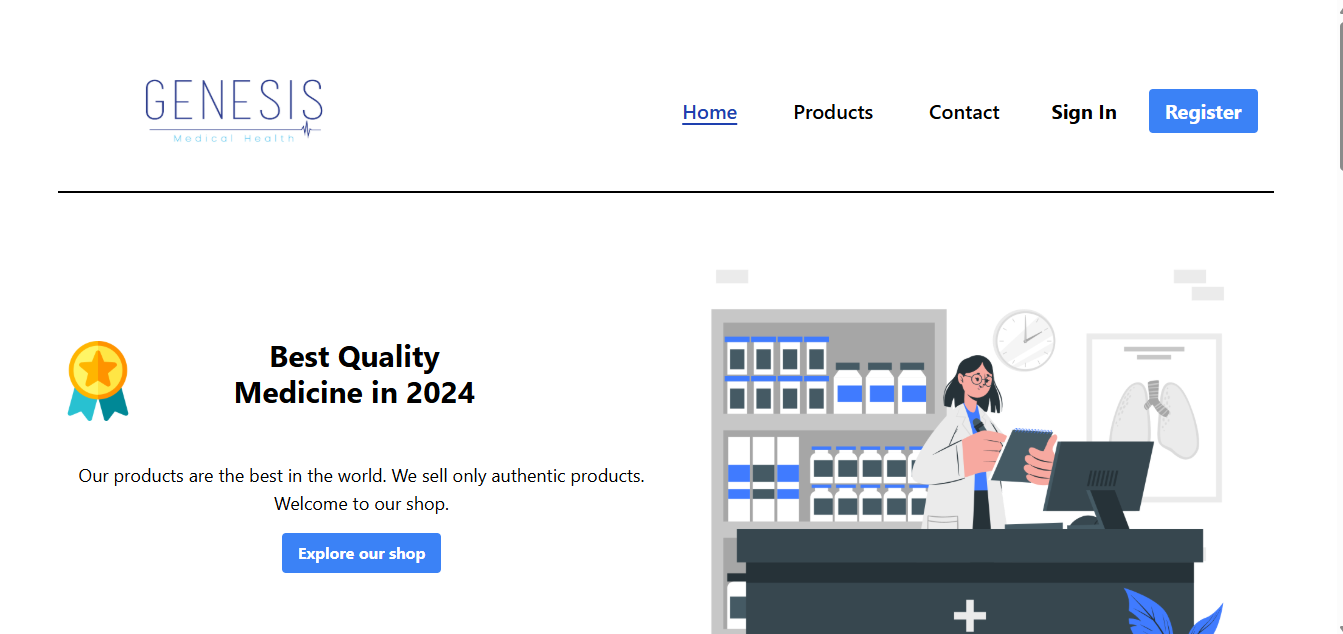 GENESIS
Medical Health
Home
Products
Contact
Sign In
Register
Best Quality
Medicine in 2024
Our products are the best in the world. We sell only authentic products.
Welcome to our shop.
Explore our shop